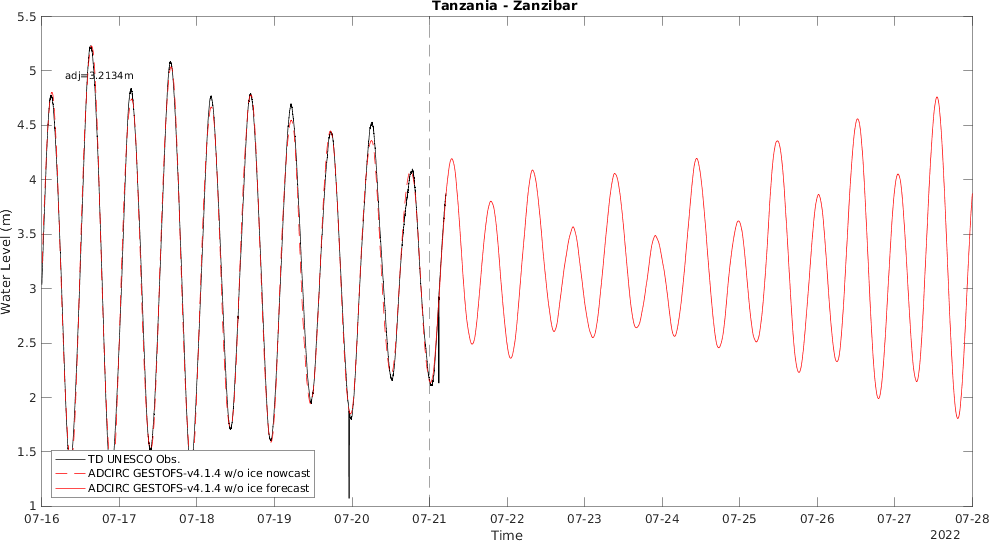 Tanzania - Zanzibar
5.5
5
4.5
4
3.5
3
2.5
2
1.5
1
Water Level (m)
adj=3.2134m
TD UNESCO Obs.
ADCIRC GESTOFS-v4.1.4 w/o ice nowcast
ADCIRC GESTOFS-v4.1.4 w/o ice forecast
07-16 07-17 07-18 07-19 07-20 07-21 07-22 07-23 07-24 07-25 07-26 07-27 07-28
Time
2022